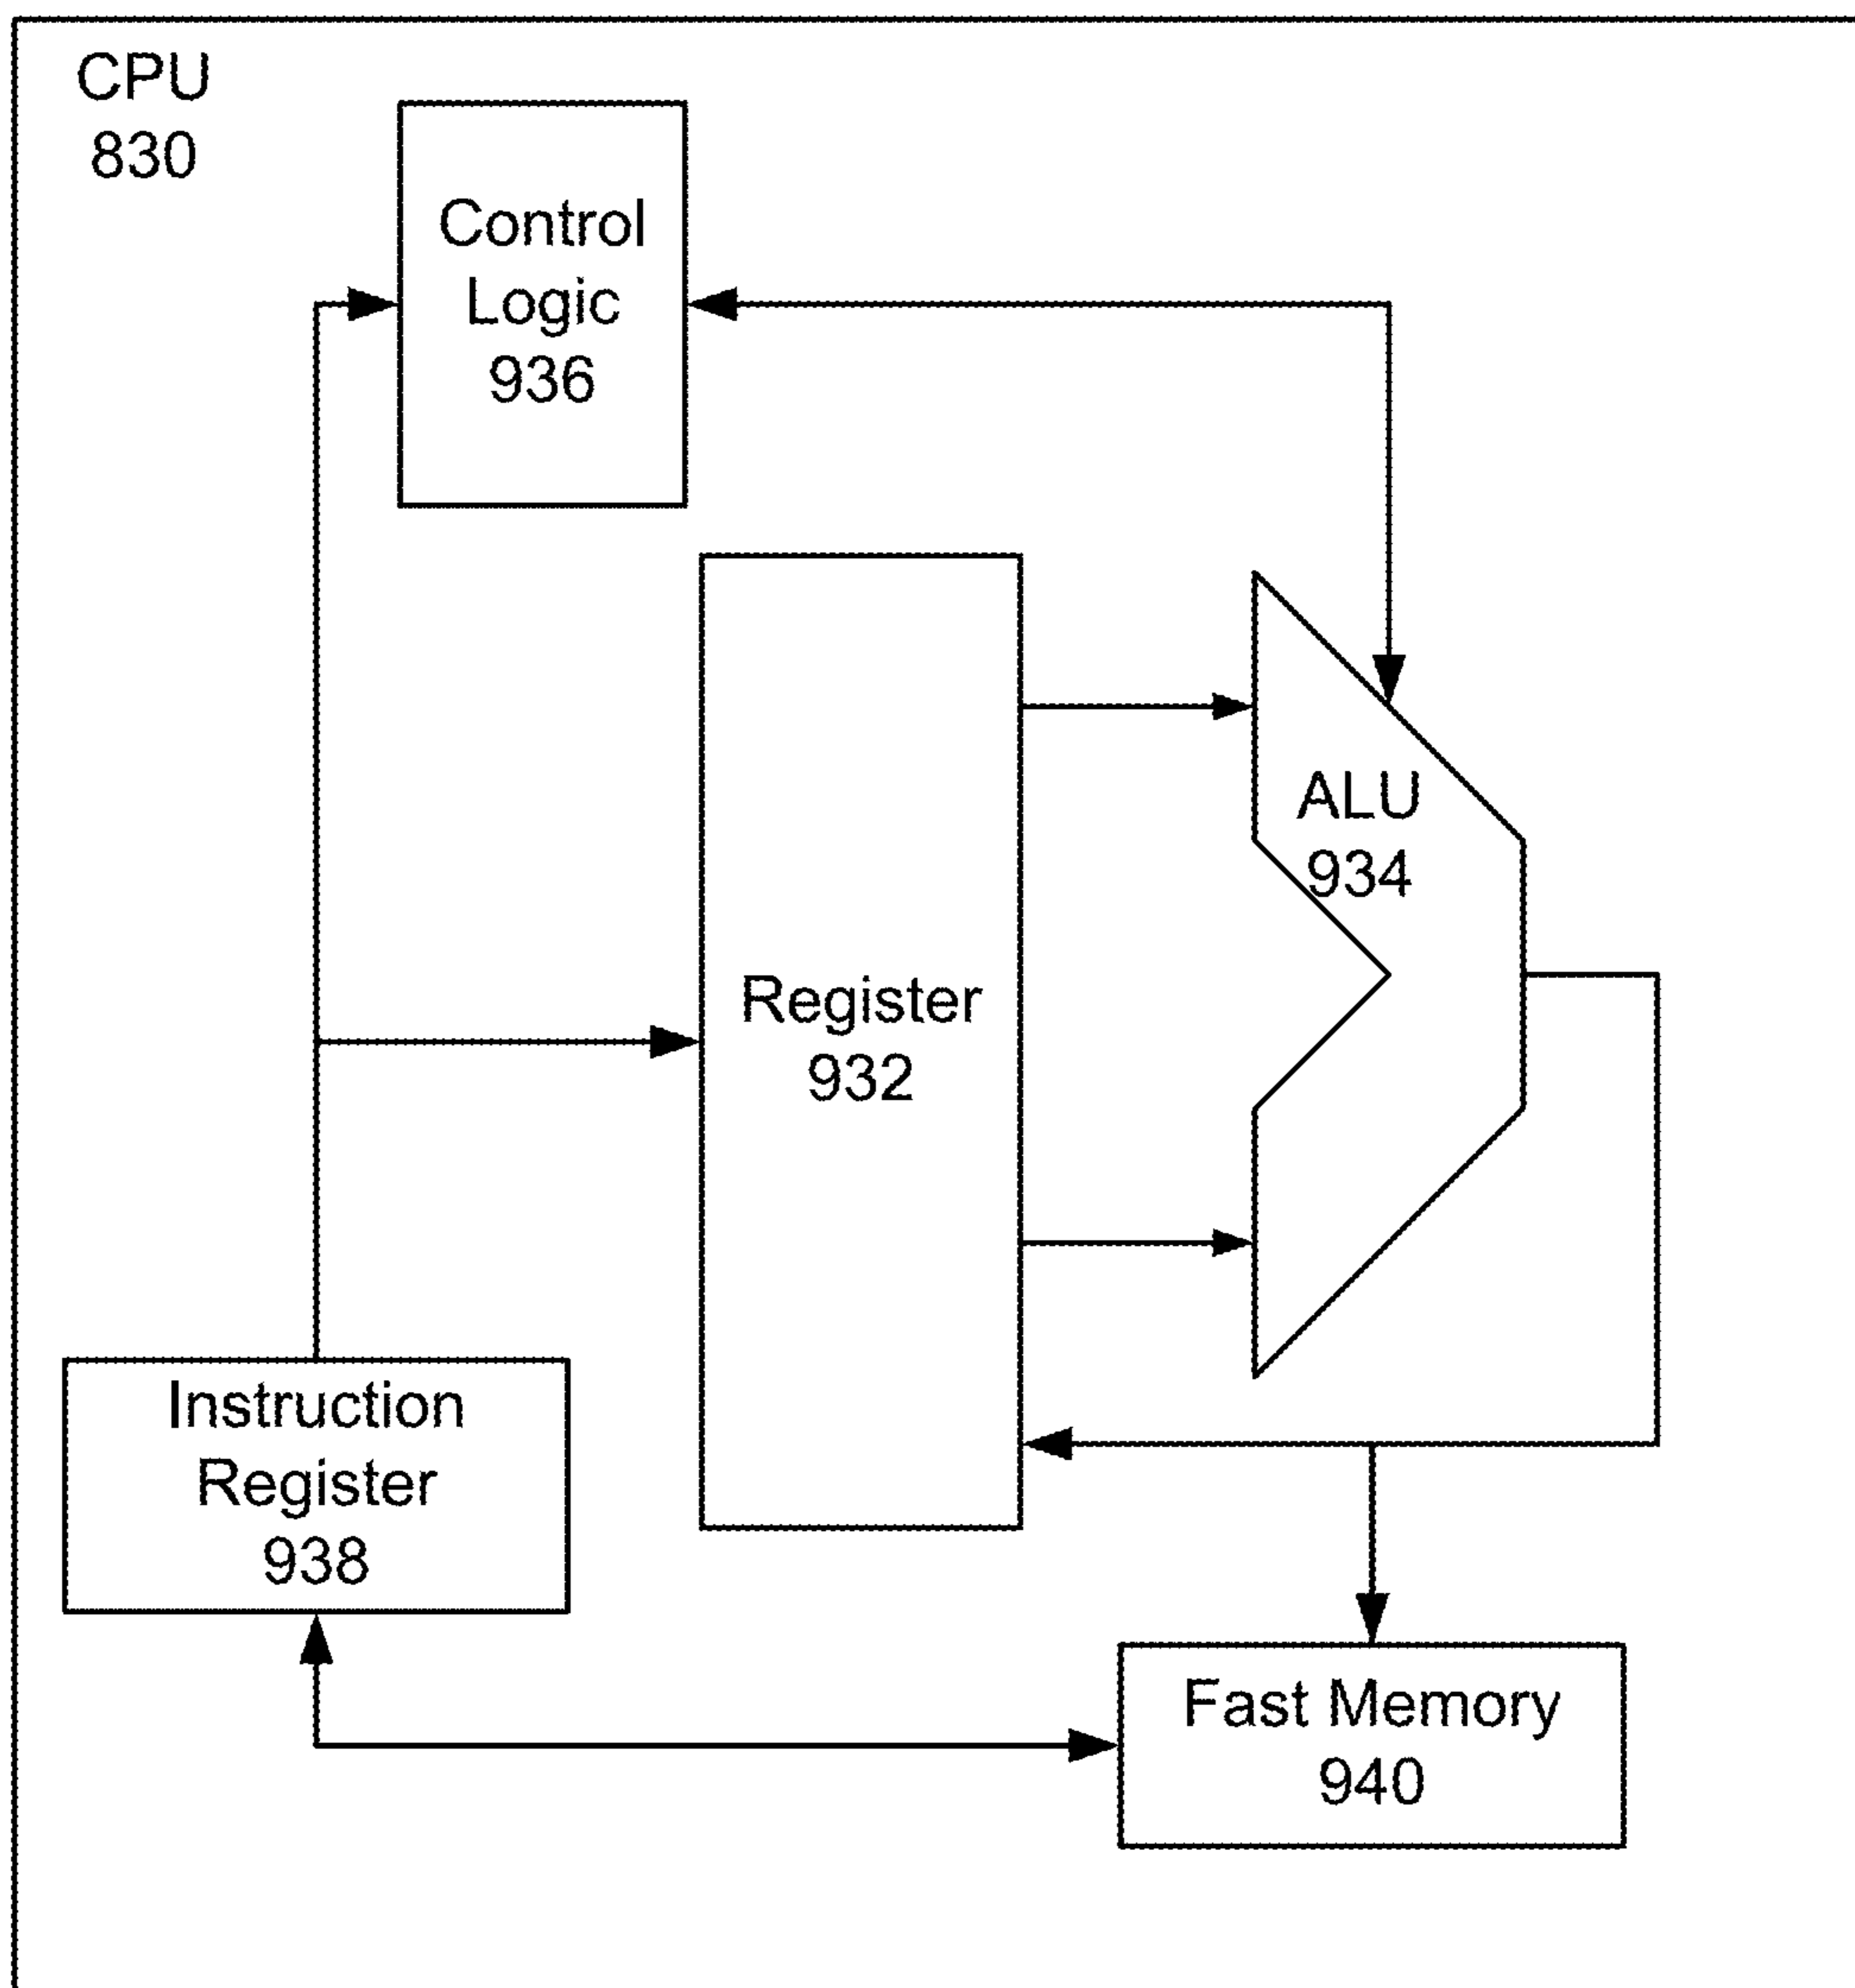 CPU
830
Control
Logic
936
ALU
934
Register
932
Instruction
Register
938
Fast Memory
940